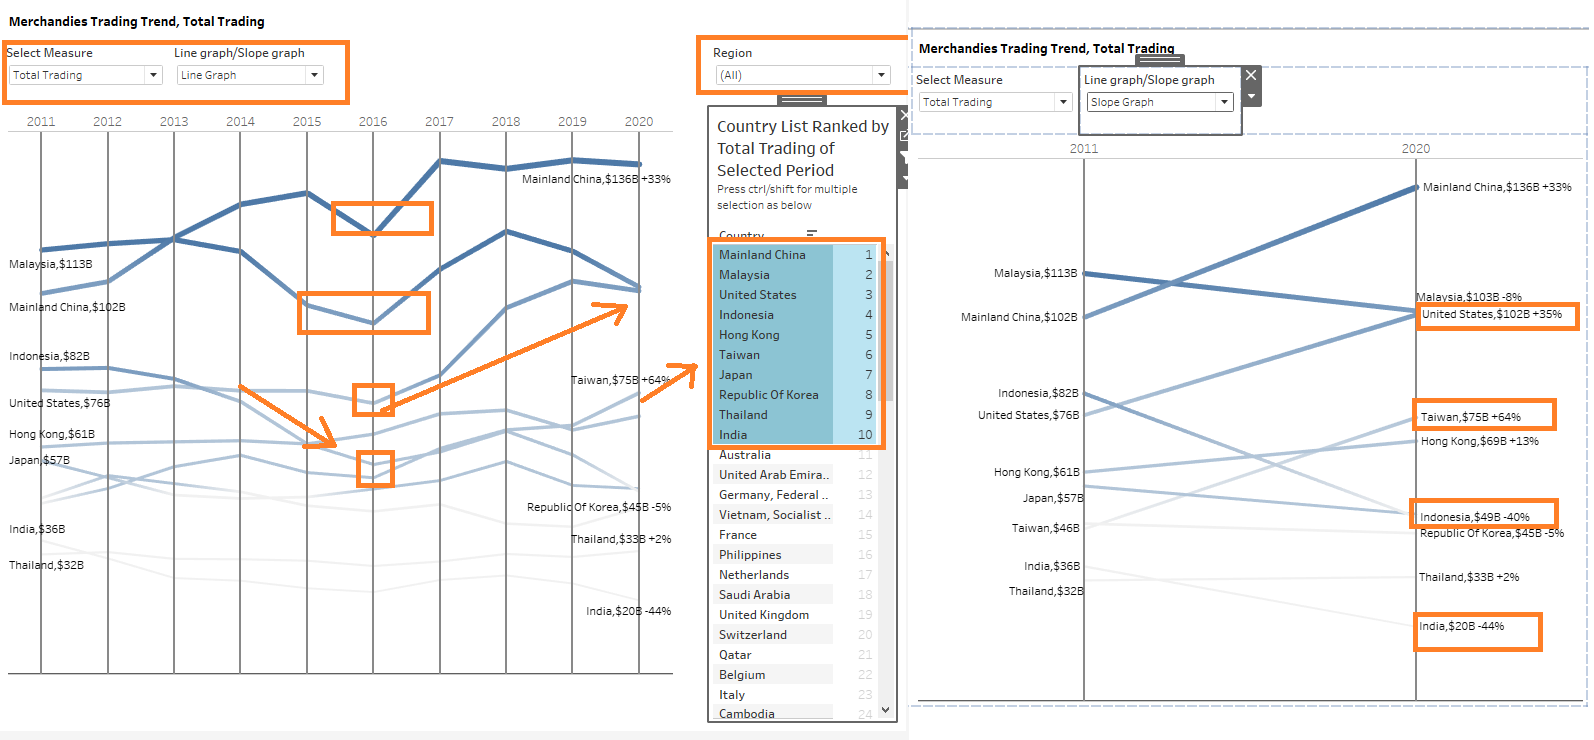 Merchandies Trading Trend, Total Trading
Select Measure
Line graph/Slope graph
Total Trading
Line Graph
2011 2012 2013 2014 2015 2016 2017 2018 2019 2020
Mainland China,$136B +33%
Malaysia,$113B
Mainland China,$102B
Indonesia,$82B
Taiwan,$75B +64%
United States,$76B
Hong Kong,$61B
Japan,$57B
Republic Of Korea,$45B -5%
India,$36B
Thailand,$33B +2%
Thailand,$32B
India,$20B -44%
Region
(All)
Country List Ranked by
Total Trading of
Selected Period
Press ctrl/shift for multiple
selection as below
Country
Mainland China 1
Malaysia 2
United States 3
Indonesia 4
Hong Kong 5
Taiwan 6
Japan 7
Republic Of Korea 8
Thailand 9
India 10
Australia 11
United Arab Emira.. 12
Germany, Federal .. 13
Vietnam, Socialist .. 14
France 15
Philippines 16
Netherlands 17
Saudi Arabia 18
United Kingdom 19
Switzerland 20
Qatar 21
Belgium 22
Italy 23
Cambodia 24
Merchandies Trading Trend, Total Trading
Select Measure
Line graph/Slope graph
Total Trading
Slope Graph
2011 2020
Mainland China,$136B +33%
Malaysia,$113B
Malaysia,$103B -8%
United States,$102B +35%
Mainland China,$102B
Indonesia,$82B
United States,$76B
Taiwan,$75B +64%
Hong Kong,$69B +13%
Hong Kong,$61B
Japan,$57B
Indonesia,$49B -40%
Taiwan,$46B
Republic Of Korea,$45B -5%
India,$36B
Thailand,$33B +2%
Thailand,$32B
India,$20B -44%